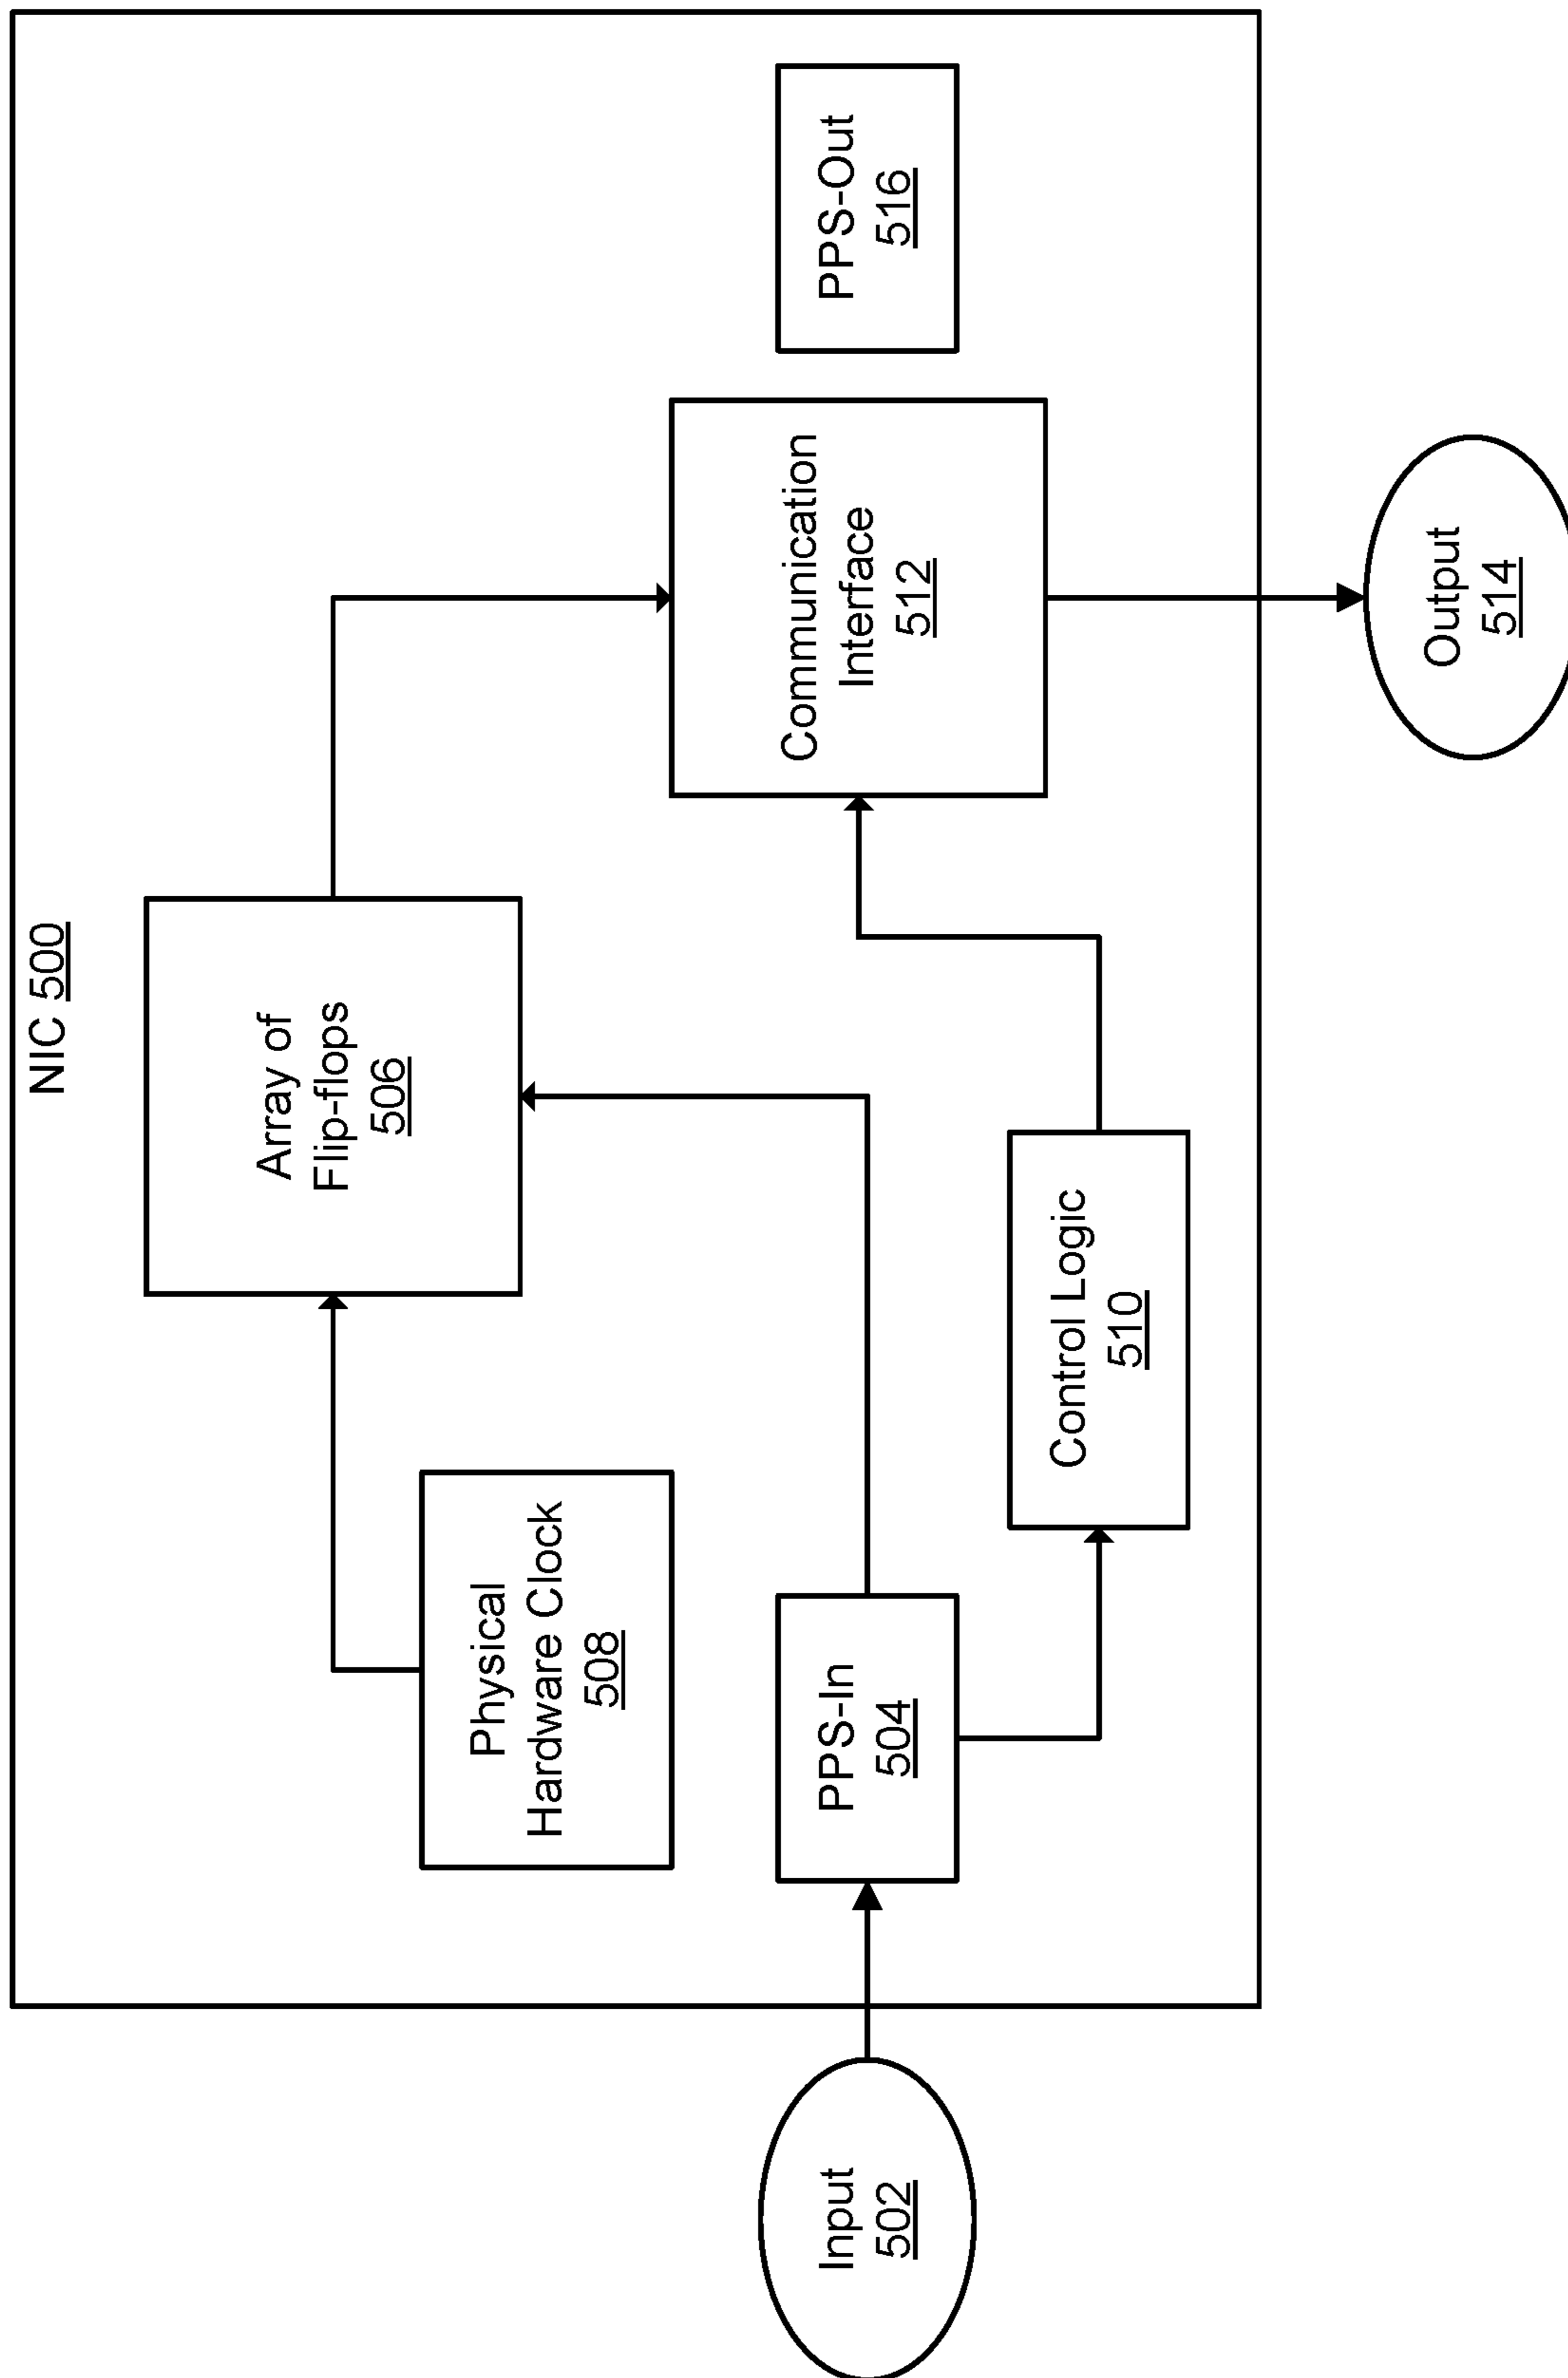 NIC 500
Array of
Flip-flops
506
Physical
Hardware Clock
508
Communication
Interface
512
PPS-In
504
PPS-Out
516
Input
502
Control Logic
510
Output
514